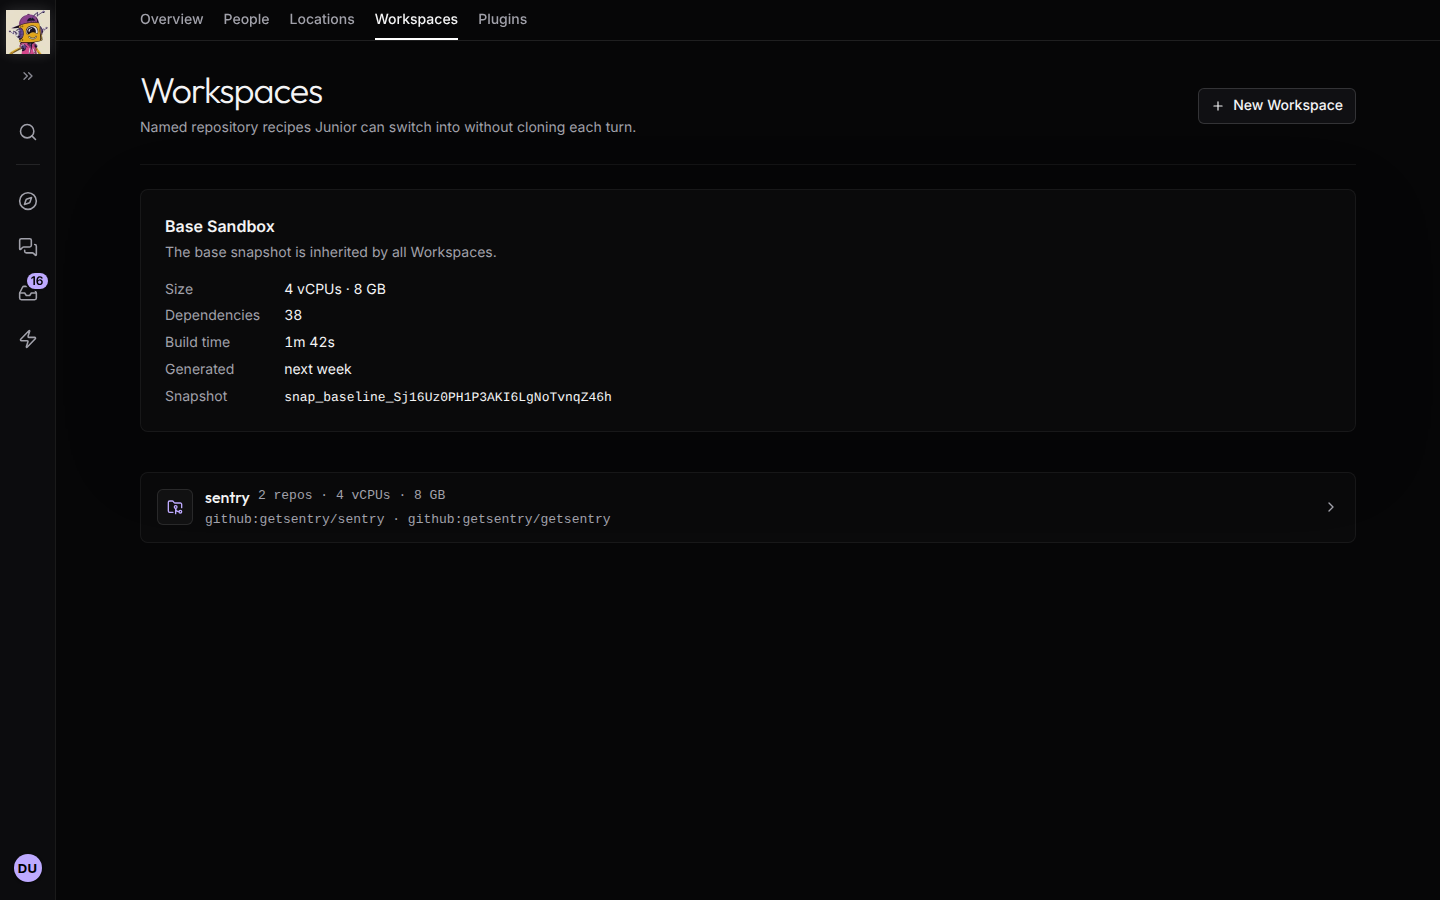 Overview People Locations Workspaces Plugins
Workspaces
Named repository recipes Junior can switch into without cloning each turn.
New Workspace
Base Sandbox
The base snapshot is inherited by all Workspaces.
Size 4 vCPUs · 8 GB
Dependencies 38
Build time 1m 42s
Generated next week
Snapshot snap_baseline_Sj16Uz0PH1P3AKI6LgNoTvnqZ46h
sentry 2 repos · 4 vCPUs · 8 GB
github:getsentry/sentry · github:getsentry/getsentry
16
DU